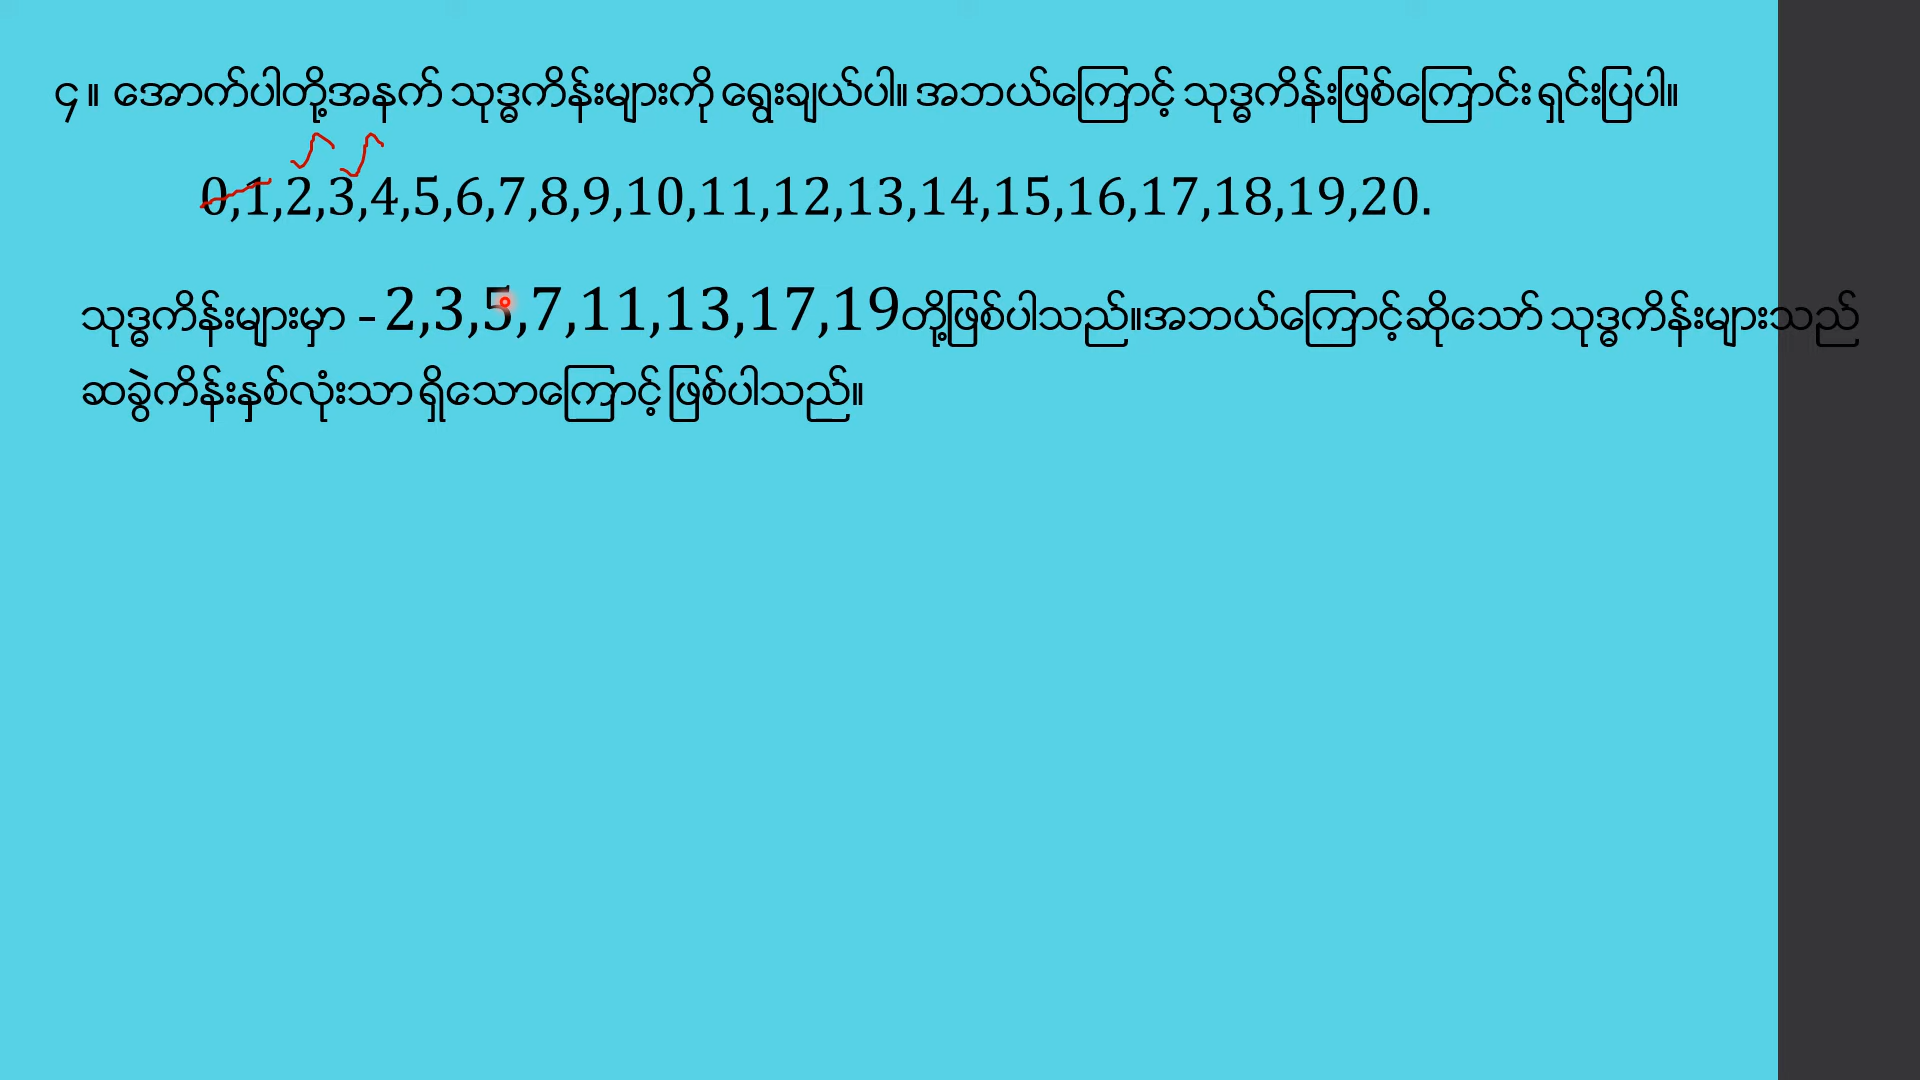 ၄။ အောက်ပါတို့အနက် သုဒ္ဓကိန်းများကို ရွေးချယ်ပါ။ အဘယ်ကြောင့် သုဒ္ဓကိန်းဖြစ်ကြောင်း ရှင်းပြပါ။
0,1,2,3,4,5,6,7,8,9,10,11,12,13,14,15,16,17,18,19,20.
သုဒ္ဓကိန်းများမှာ -2,3,5,7,11,13,17,19တို့ဖြစ်ပါသည်။အဘယ်ကြောင့်ဆိုသော် သုဒ္ဓကိန်းများသည်
ဆခွဲကိန်းနှစ်လုံးသာ ရှိသောကြောင့် ဖြစ်ပါသည်။